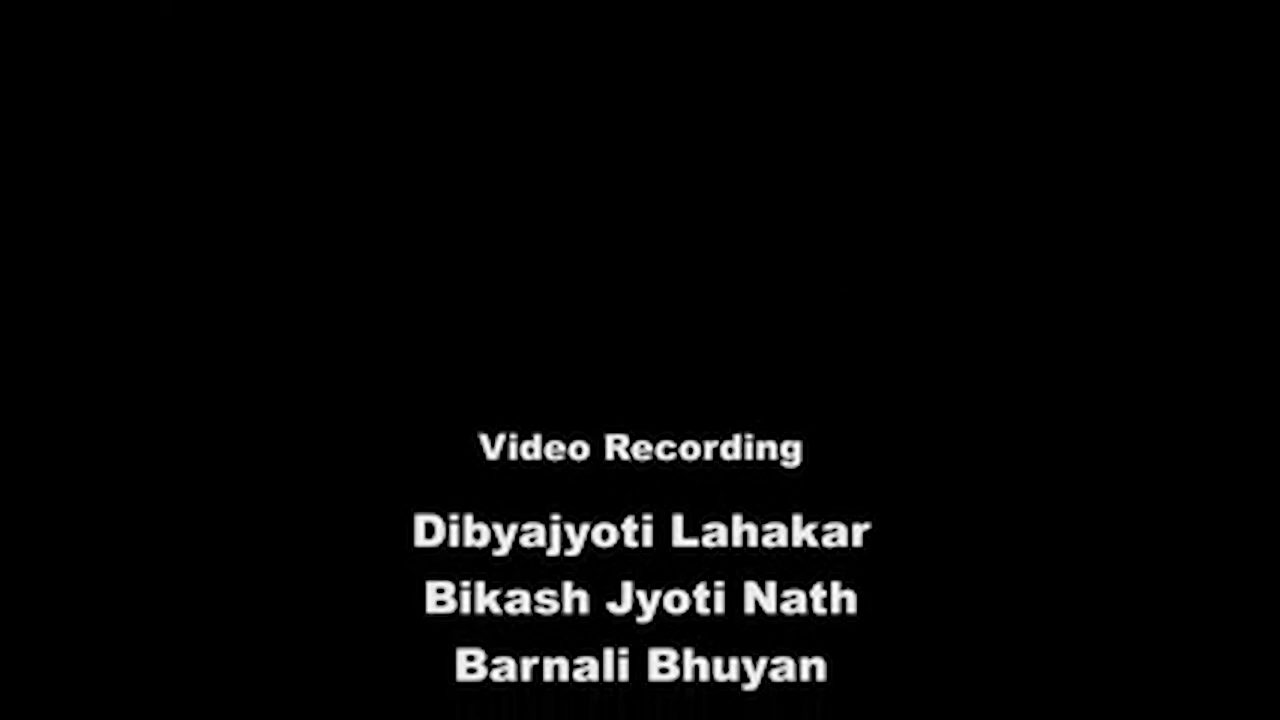 Video Recording
Dibyajyoti Lahakar
Bikash Jyoti Nath
Barnali Bhuyan